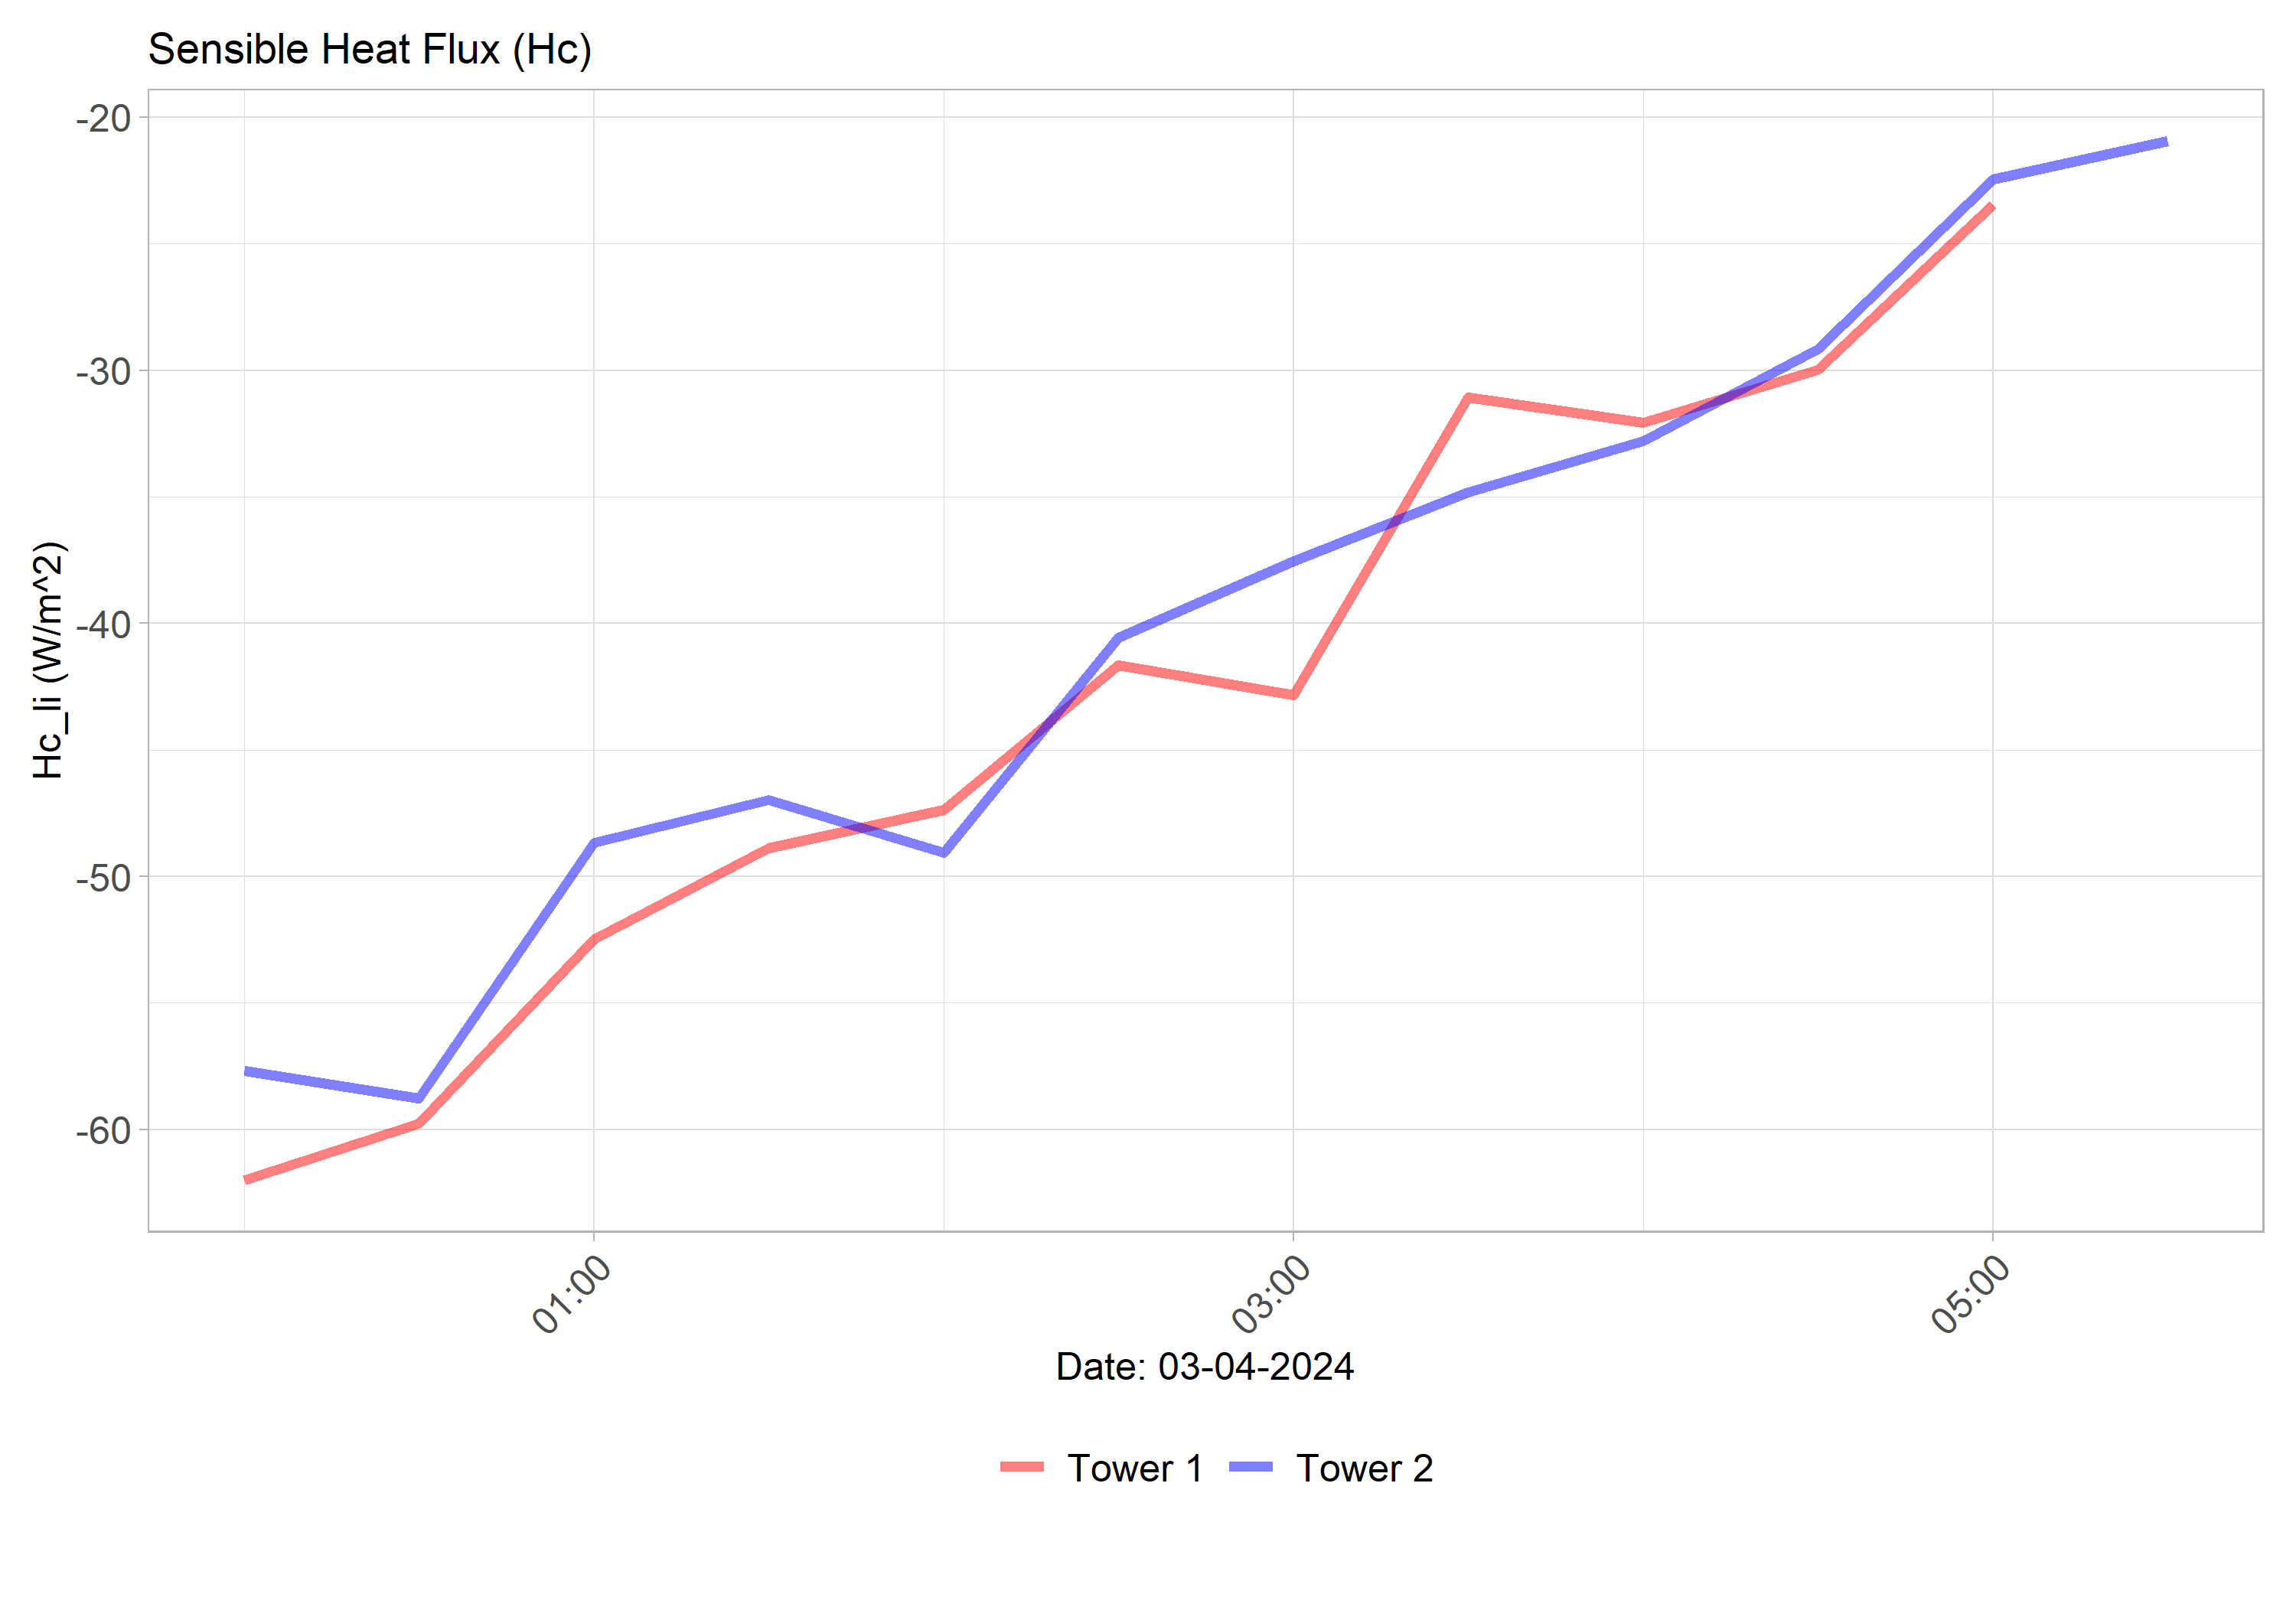 Sensible Heat Flux (Hc)
-20
-30
-40
-50
-60
Hc_li (W/m^2)
01:00
03:00
05:00
Date: 03-04-2024
Tower 1
Tower 2